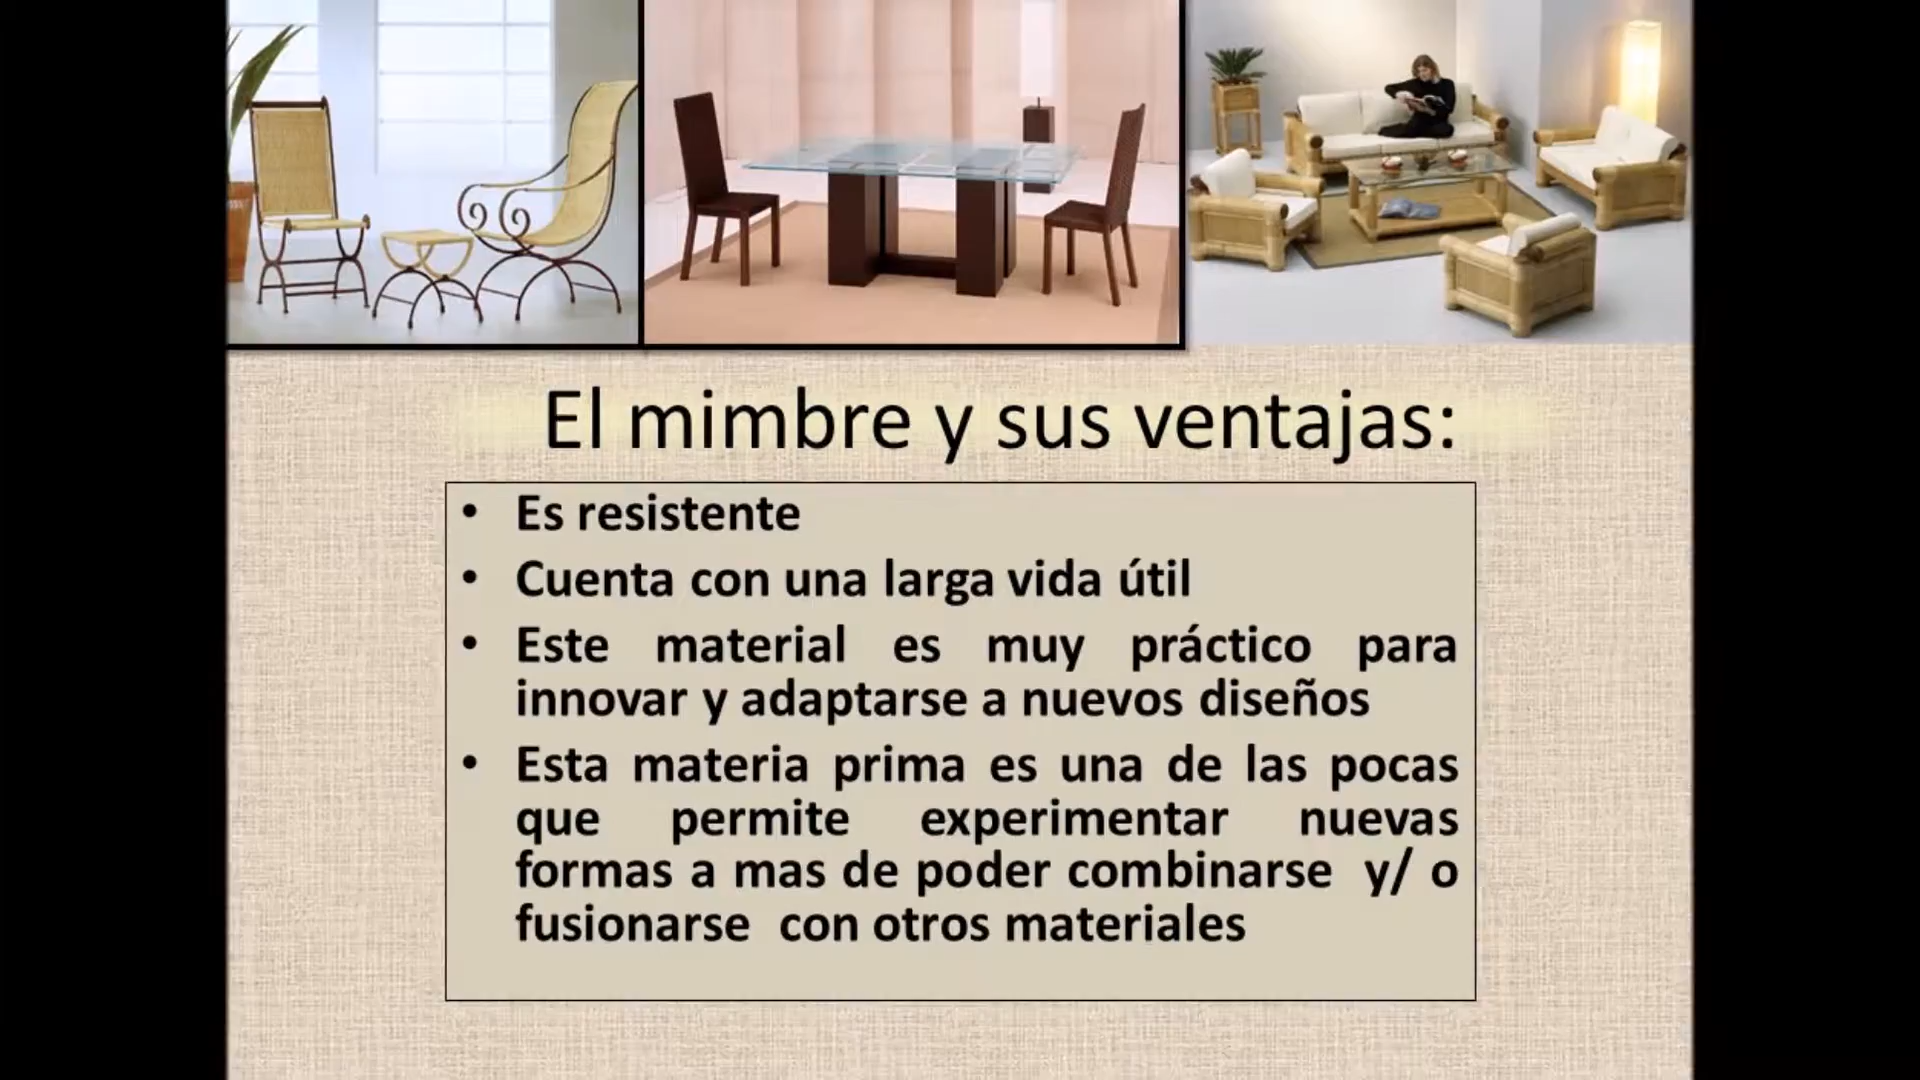 El mimbre y sus ventajas:
• Es resistente
• Cuenta con una larga vida útil
• Este material es muy práctico para
innovar y adaptarse a nuevos diseños
• Esta materia prima es una de las pocas
que permite experimentar nuevas
formas a mas de poder combinarse y/ o
fusionarse con otros materiales